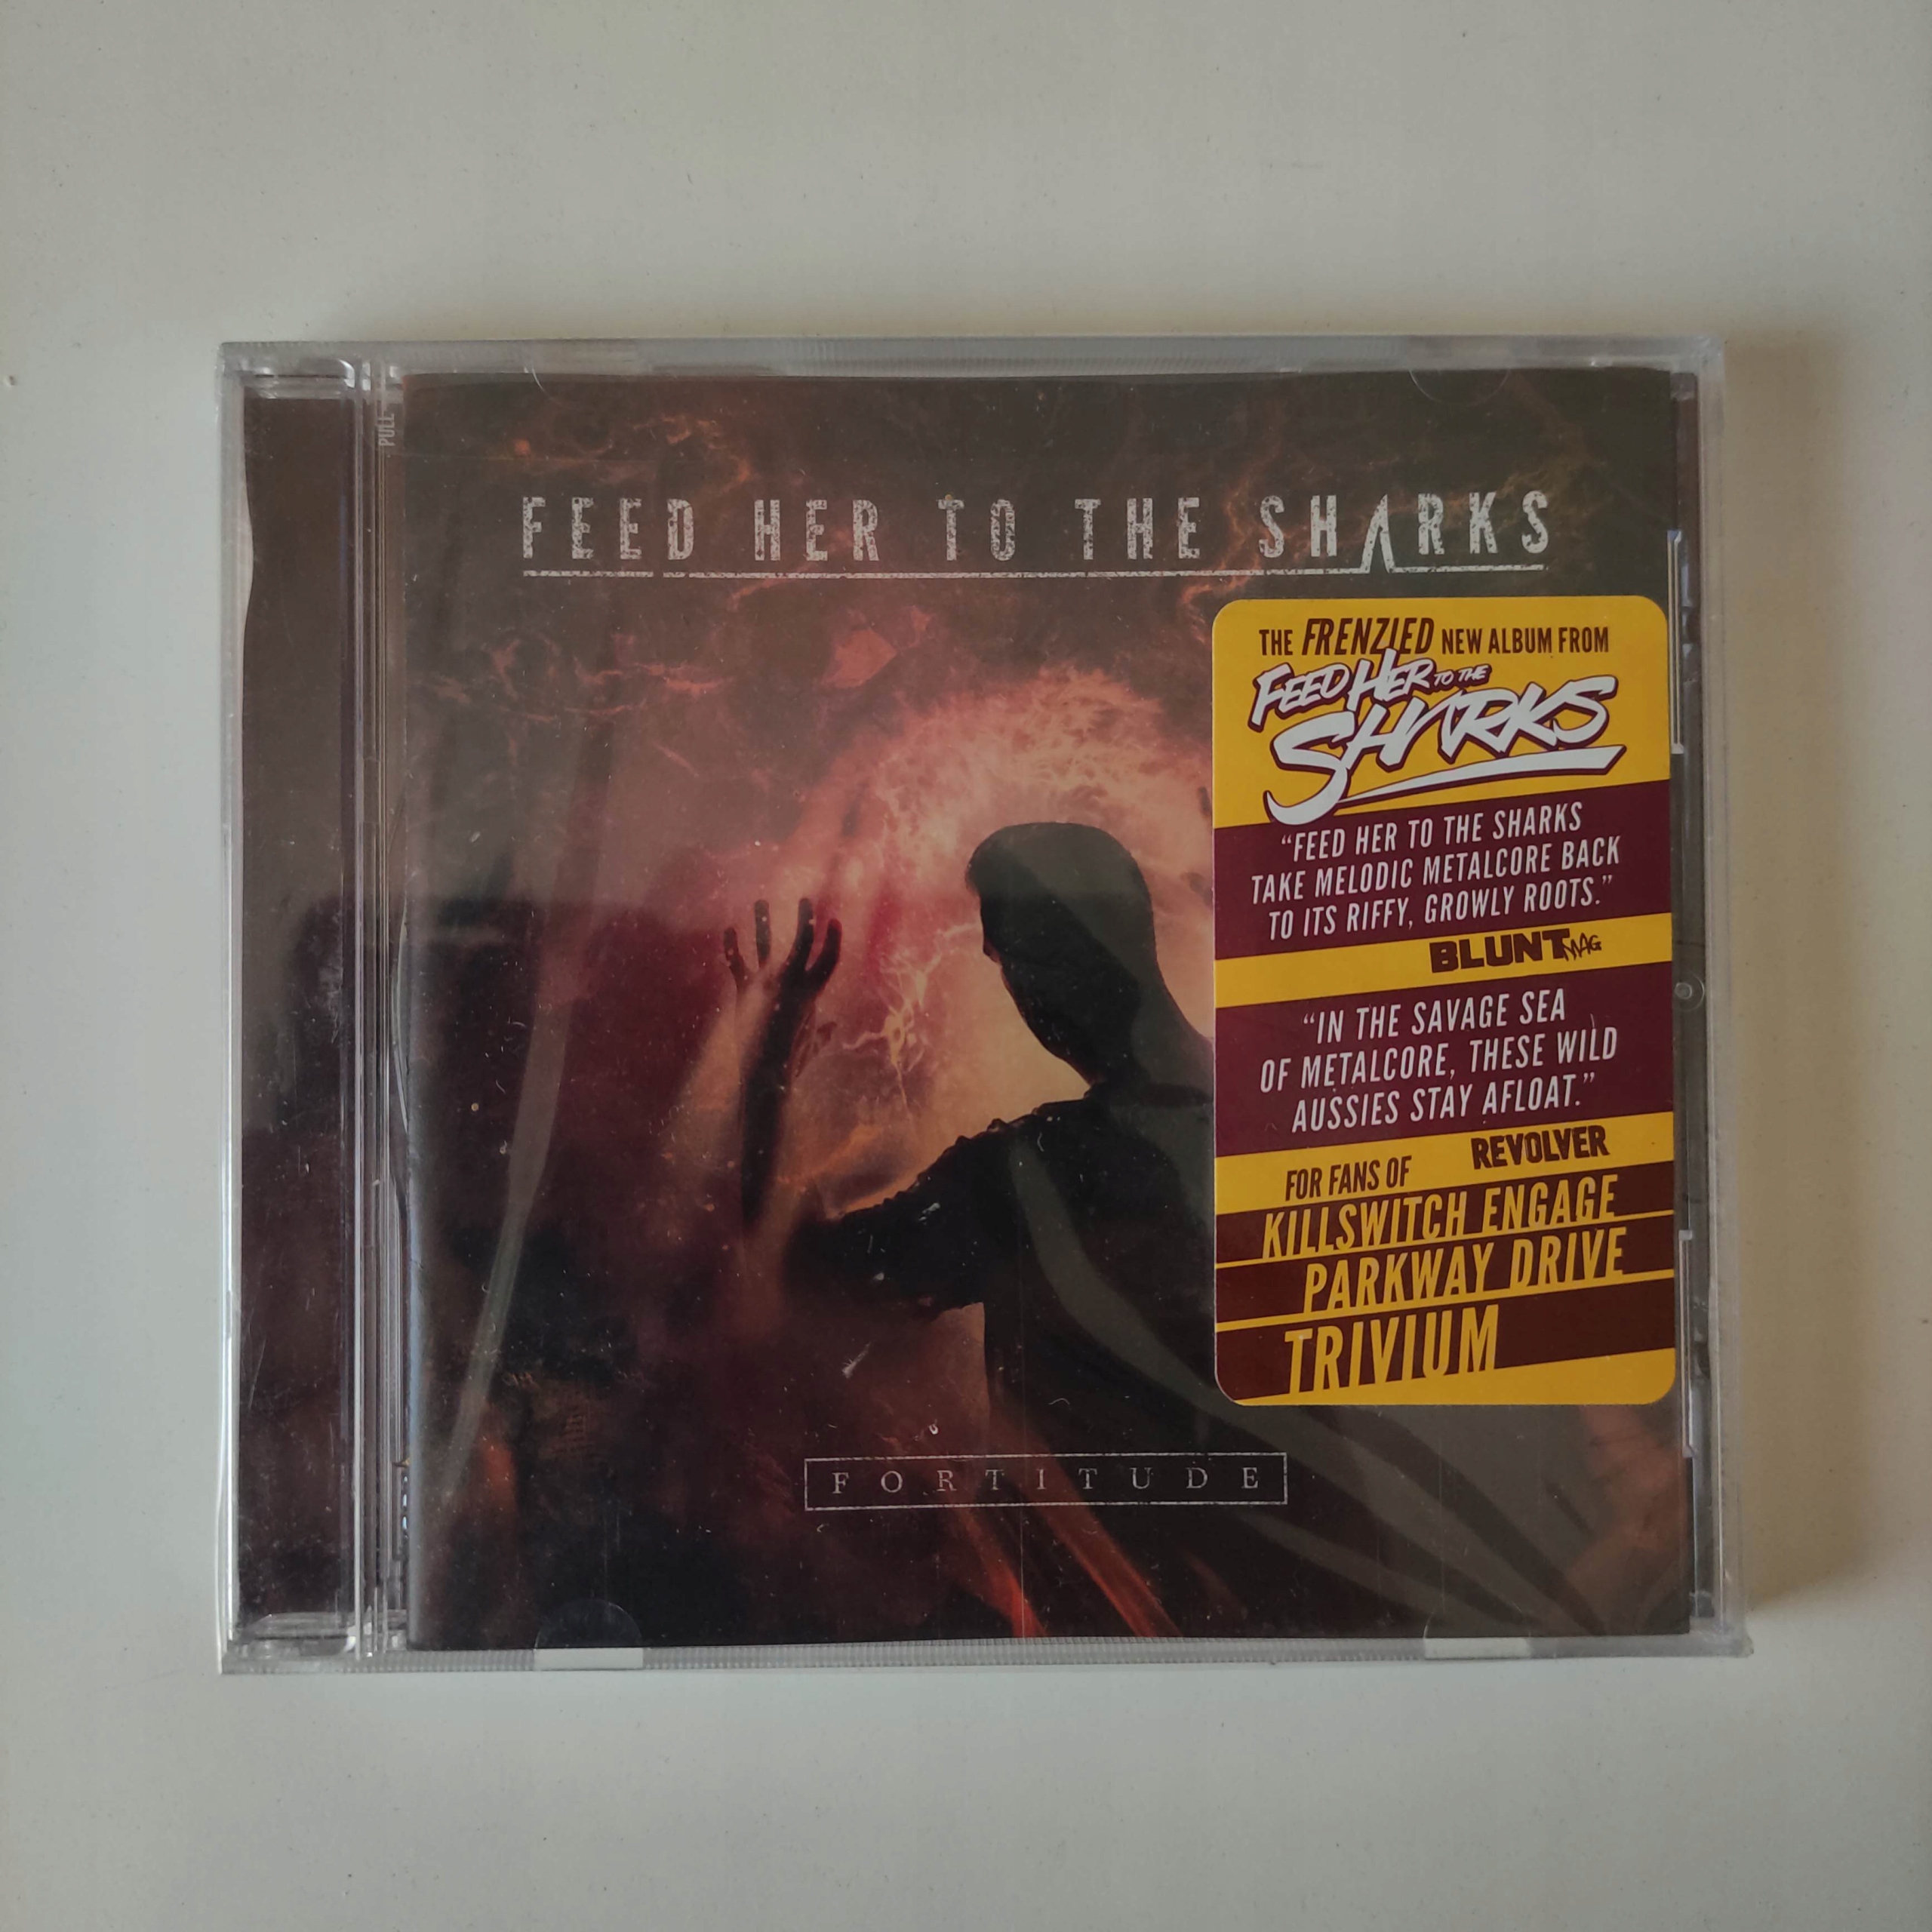 PULL
FEED HER TO THE SHARKS
THE FRENZIED NEW ALBUM FROM
FEED HER TO THE
SHARKS
“FEED HER TO THE SHARKS
TAKE MELODIC METALCORE BACK
TO ITS RIFFY, GROWLY ROOTS.”
BLUNT MAG
“IN THE SAVAGE SEA
OF METALCORE, THESE WILD
AUSSIES STAY AFLOAT.”
REVOLVER
FOR FANS OF
KILLSWITCH ENGAGE
PARKWAY DRIVE
TRIVIUM
FORTITUDE